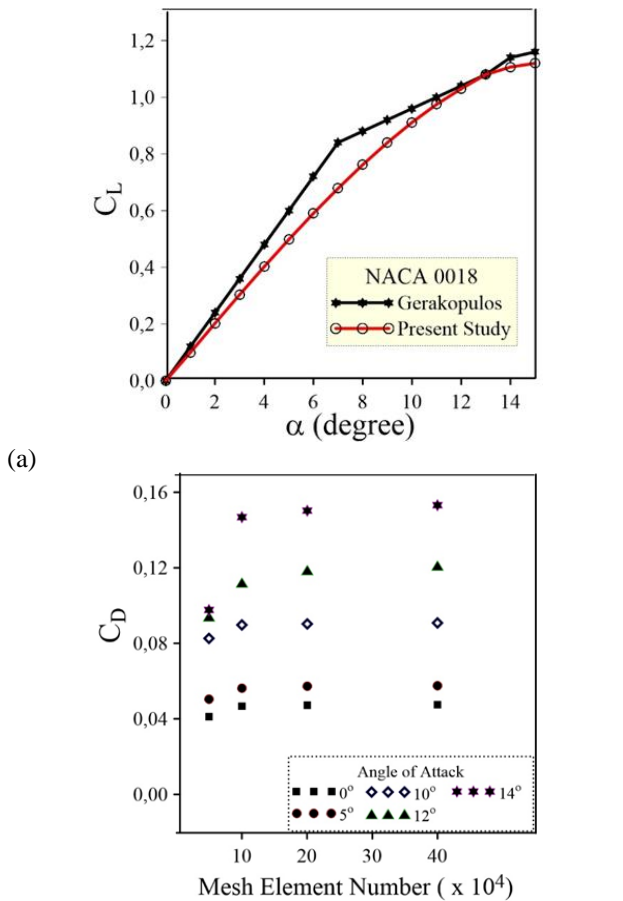 1,2
1,0
0,8
0,6
0,4
0,2
0,0
C_L
NACA 0018
Gerakopulos
Present Study
0 2 4 6 8 10 12 14
α (degree)
(a)
0,16
0,12
0,08
0,04
0,00
C_D
Angle of Attack
0° 10° 14°
5° 12°
10 20 30 40
Mesh Element Number ( x 10⁴)